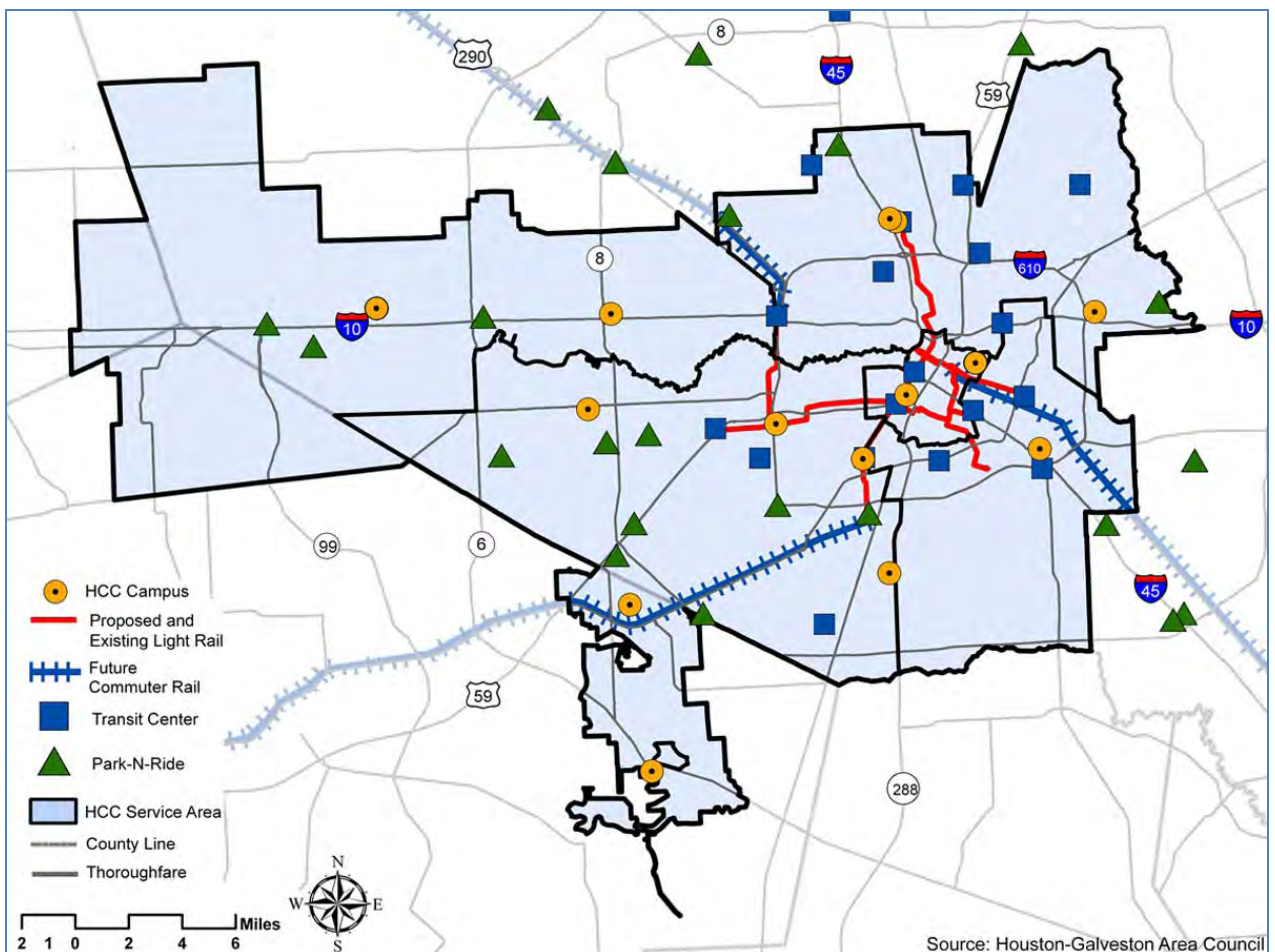 8
290
45
59
8
610
10
10
99
6
45
59
288
HCC Campus
Proposed and
Existing Light Rail
Future
Commuter Rail
Transit Center
Park-N-Ride
HCC Service Area
County Line
Thoroughfare
N
W E
S
Miles
2 1 0 2 4 6
Source: Houston-Galveston Area Council